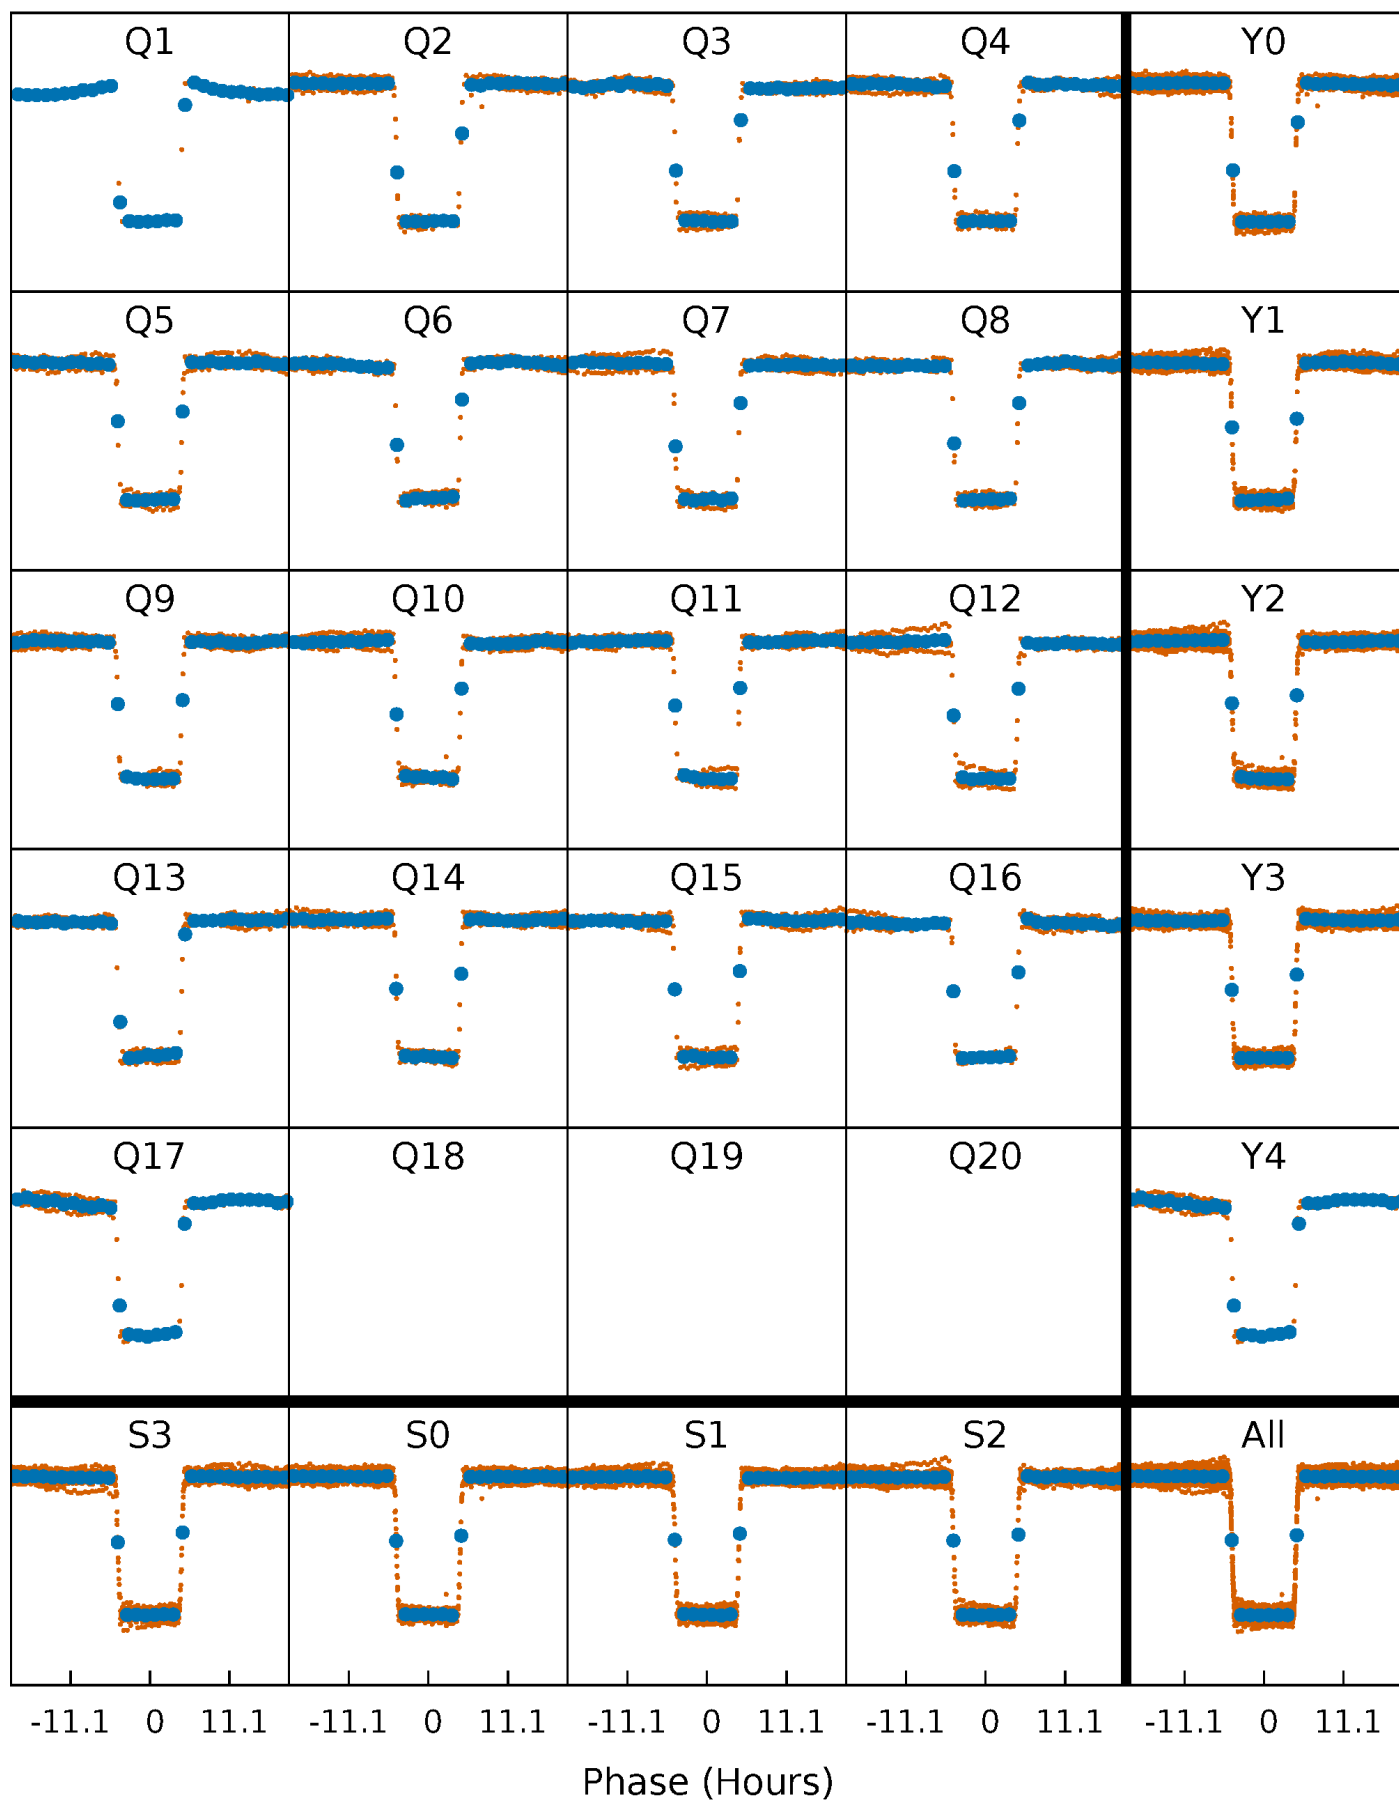 Q1 Q2 Q3 Q4 Y0
Q5 Q6 Q7 Q8 Y1
Q9 Q10 Q11 Q12 Y2
Q13 Q14 Q15 Q16 Y3
Q17 Q18 Q19 Q20 Y4
S3 S0 S1 S2 All
-11.1 0 11.1 -11.1 0 11.1 -11.1 0 11.1 -11.1 0 11.1 -11.1 0 11.1
Phase (Hours)